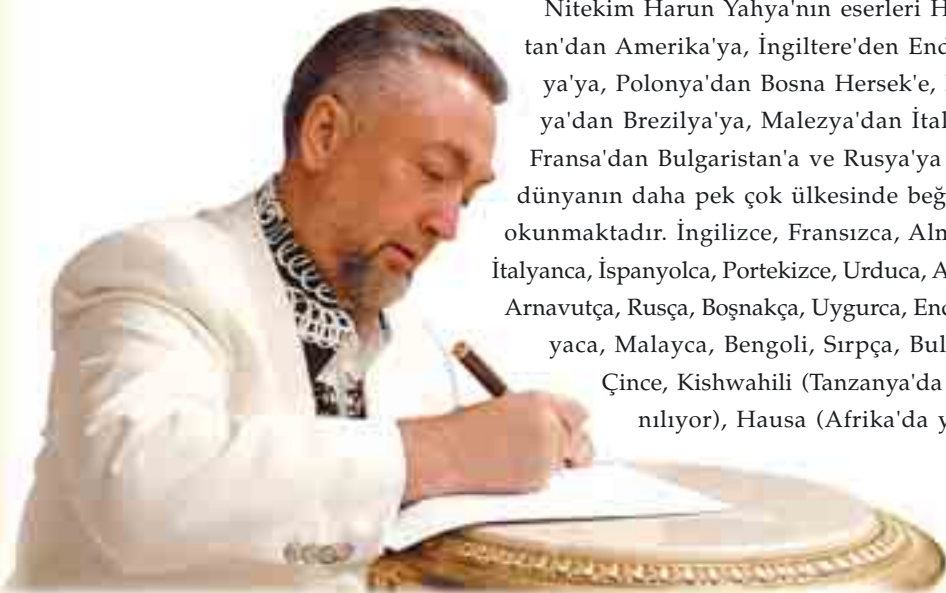 Nitekim Harun Yahya'nın eserleri H
tan'dan Amerika'ya, İngiltere'den End
ya'ya, Polonya'dan Bosna Hersek'e,
ya'dan Brezilya'ya, Malezya'dan İtal
Fransa'dan Bulgaristan'a ve Rusya'ya
dünyanın daha pek çok ülkesinde beğ
okunmaktadır. İngilizce, Fransızca, Alm
İtalyanca, İspanyolca, Portekizce, Urduca, A
Arnavutça, Rusça, Boşnakça, Uygurca, End
yaca, Malayca, Bengoli, Sırpça, Bul
Çince, Kishwahili (Tanzanya'da
nılıyor), Hausa (Afrika'da y